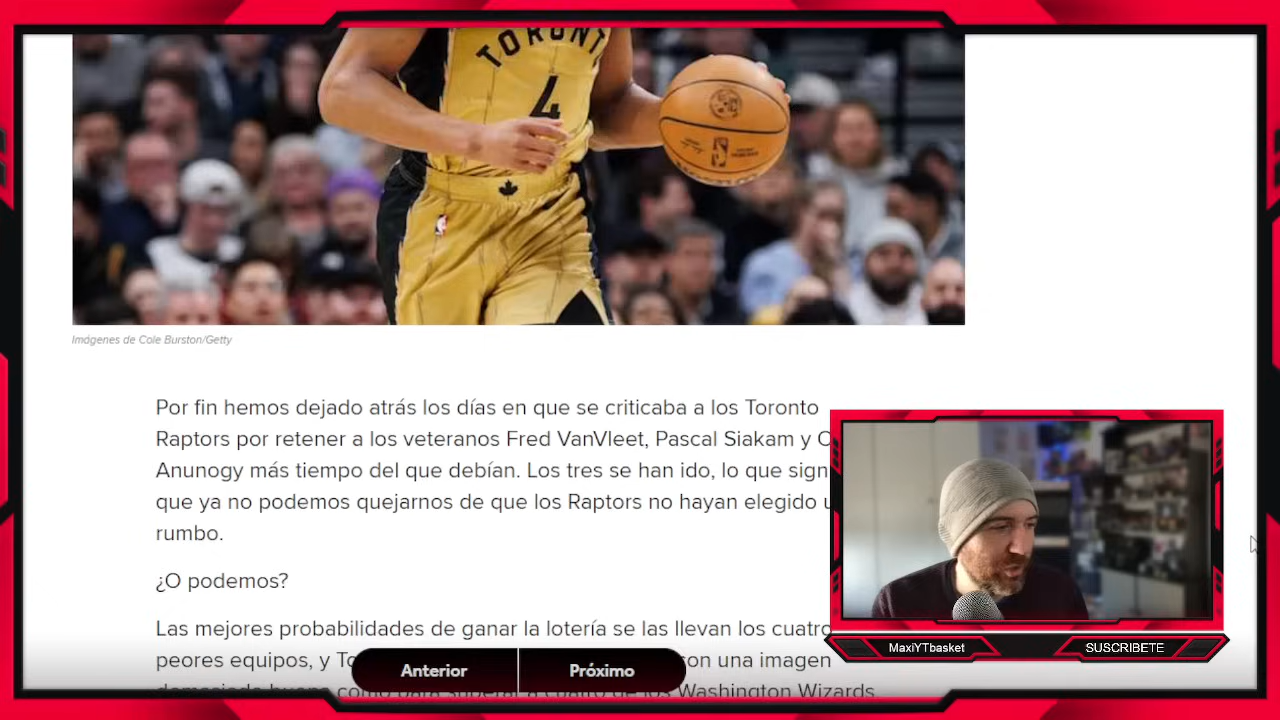 TORONT
4
Imágenes de Cole Burston/Getty
Por fin hemos dejado atrás los días en que se criticaba a los Toronto
Raptors por retener a los veteranos Fred VanVleet, Pascal Siakam y
Anunogy más tiempo del que debían. Los tres se han ido, lo que sign
que ya no podemos quejarnos de que los Raptors no hayan elegido
rumbo.
¿O podemos?
Las mejores probabilidades de ganar la lotería se las llevan los cuatro
peores equipos, y con una imagen
Washington Wizards
Anterior
Próximo
MaxiYTbasket
SUSCRIBETE